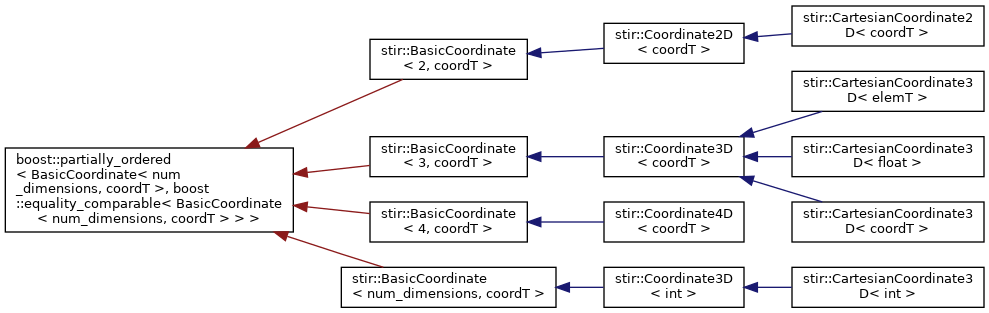 boost::partially_ordered
< BasicCoordinate< num
_dimensions, coordT >, boost
::equality_comparable< BasicCoordinate
< num_dimensions, coordT > > >
stir::BasicCoordinate
< 2, coordT >
stir::Coordinate2D
< coordT >
stir::CartesianCoordinate2
D< coordT >
stir::BasicCoordinate
< 3, coordT >
stir::Coordinate3D
< coordT >
stir::CartesianCoordinate3
D< elemT >
stir::CartesianCoordinate3
D< float >
stir::CartesianCoordinate3
D< coordT >
stir::BasicCoordinate
< 4, coordT >
stir::Coordinate4D
< coordT >
stir::BasicCoordinate
< num_dimensions, coordT >
stir::Coordinate3D
< int >
stir::CartesianCoordinate3
D< int >